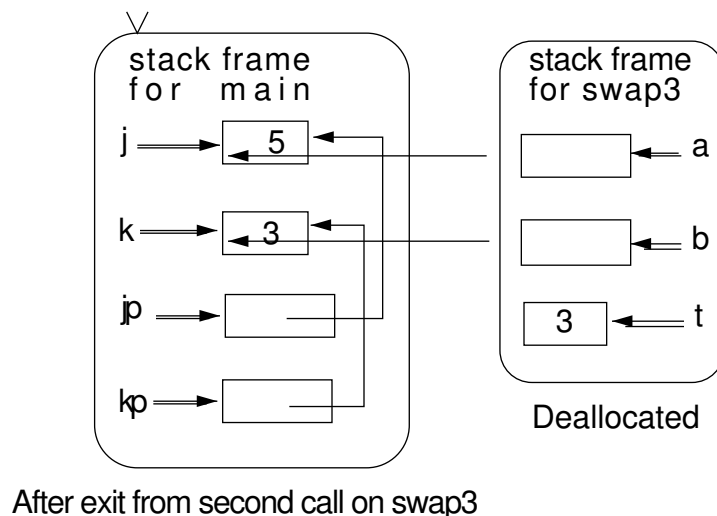 stack frame
for main
j
5
k
3
jp
kp
stack frame
for swap3
a
b
3
t
Deallocated
After exit from second call on swap3